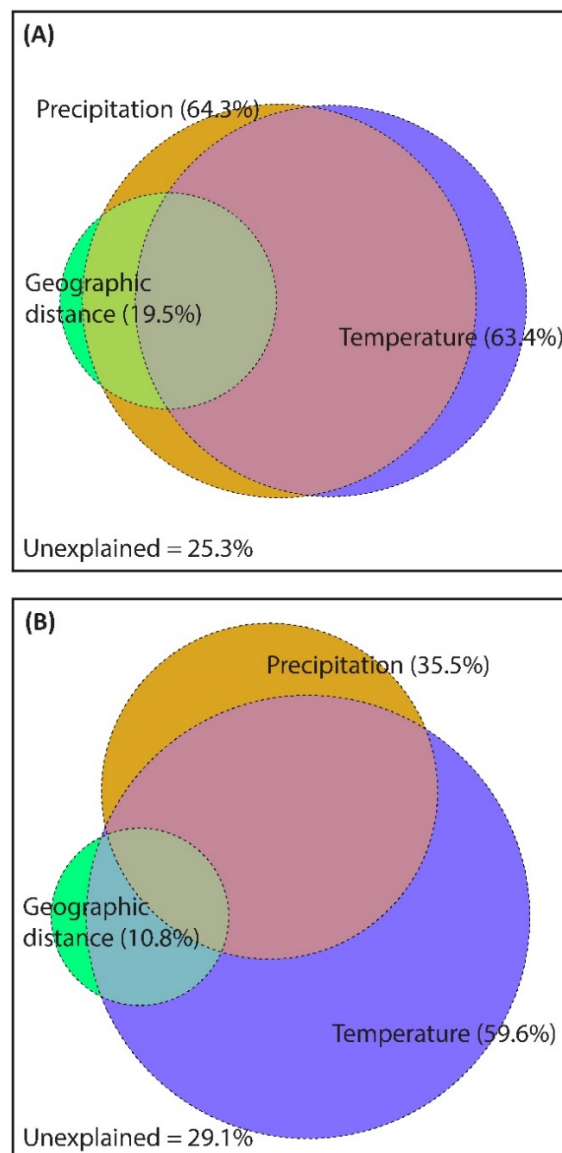 (A)
Precipitation (64.3%)
Geographic
distance (19.5%)
Temperature (63.4%)
Unexplained = 25.3%
(B)
Precipitation (35.5%)
Geographic
distance (10.8%)
Temperature (59.6%)
Unexplained = 29.1%